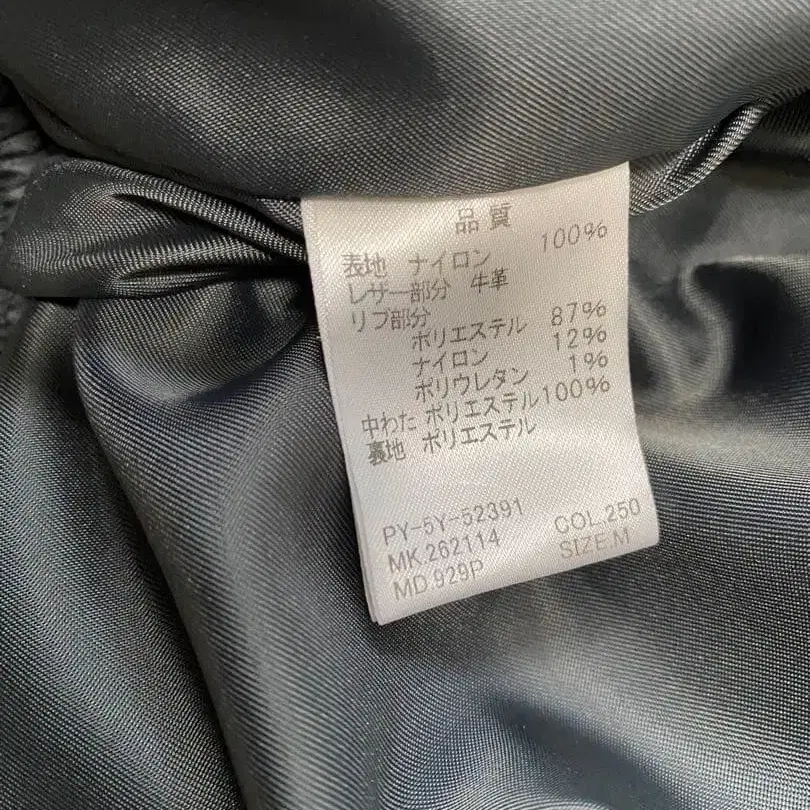 品質
表地 ナイロン 100%
レザー部分 牛革
リブ部分
ポリエステル 87%
ナイロン 12%
ポリウレタン 1%
中わた ポリエステル 100%
裏地 ポリエステル
PY-5Y-52391 COL.250
MK.262114 SIZE.M
MD.929P